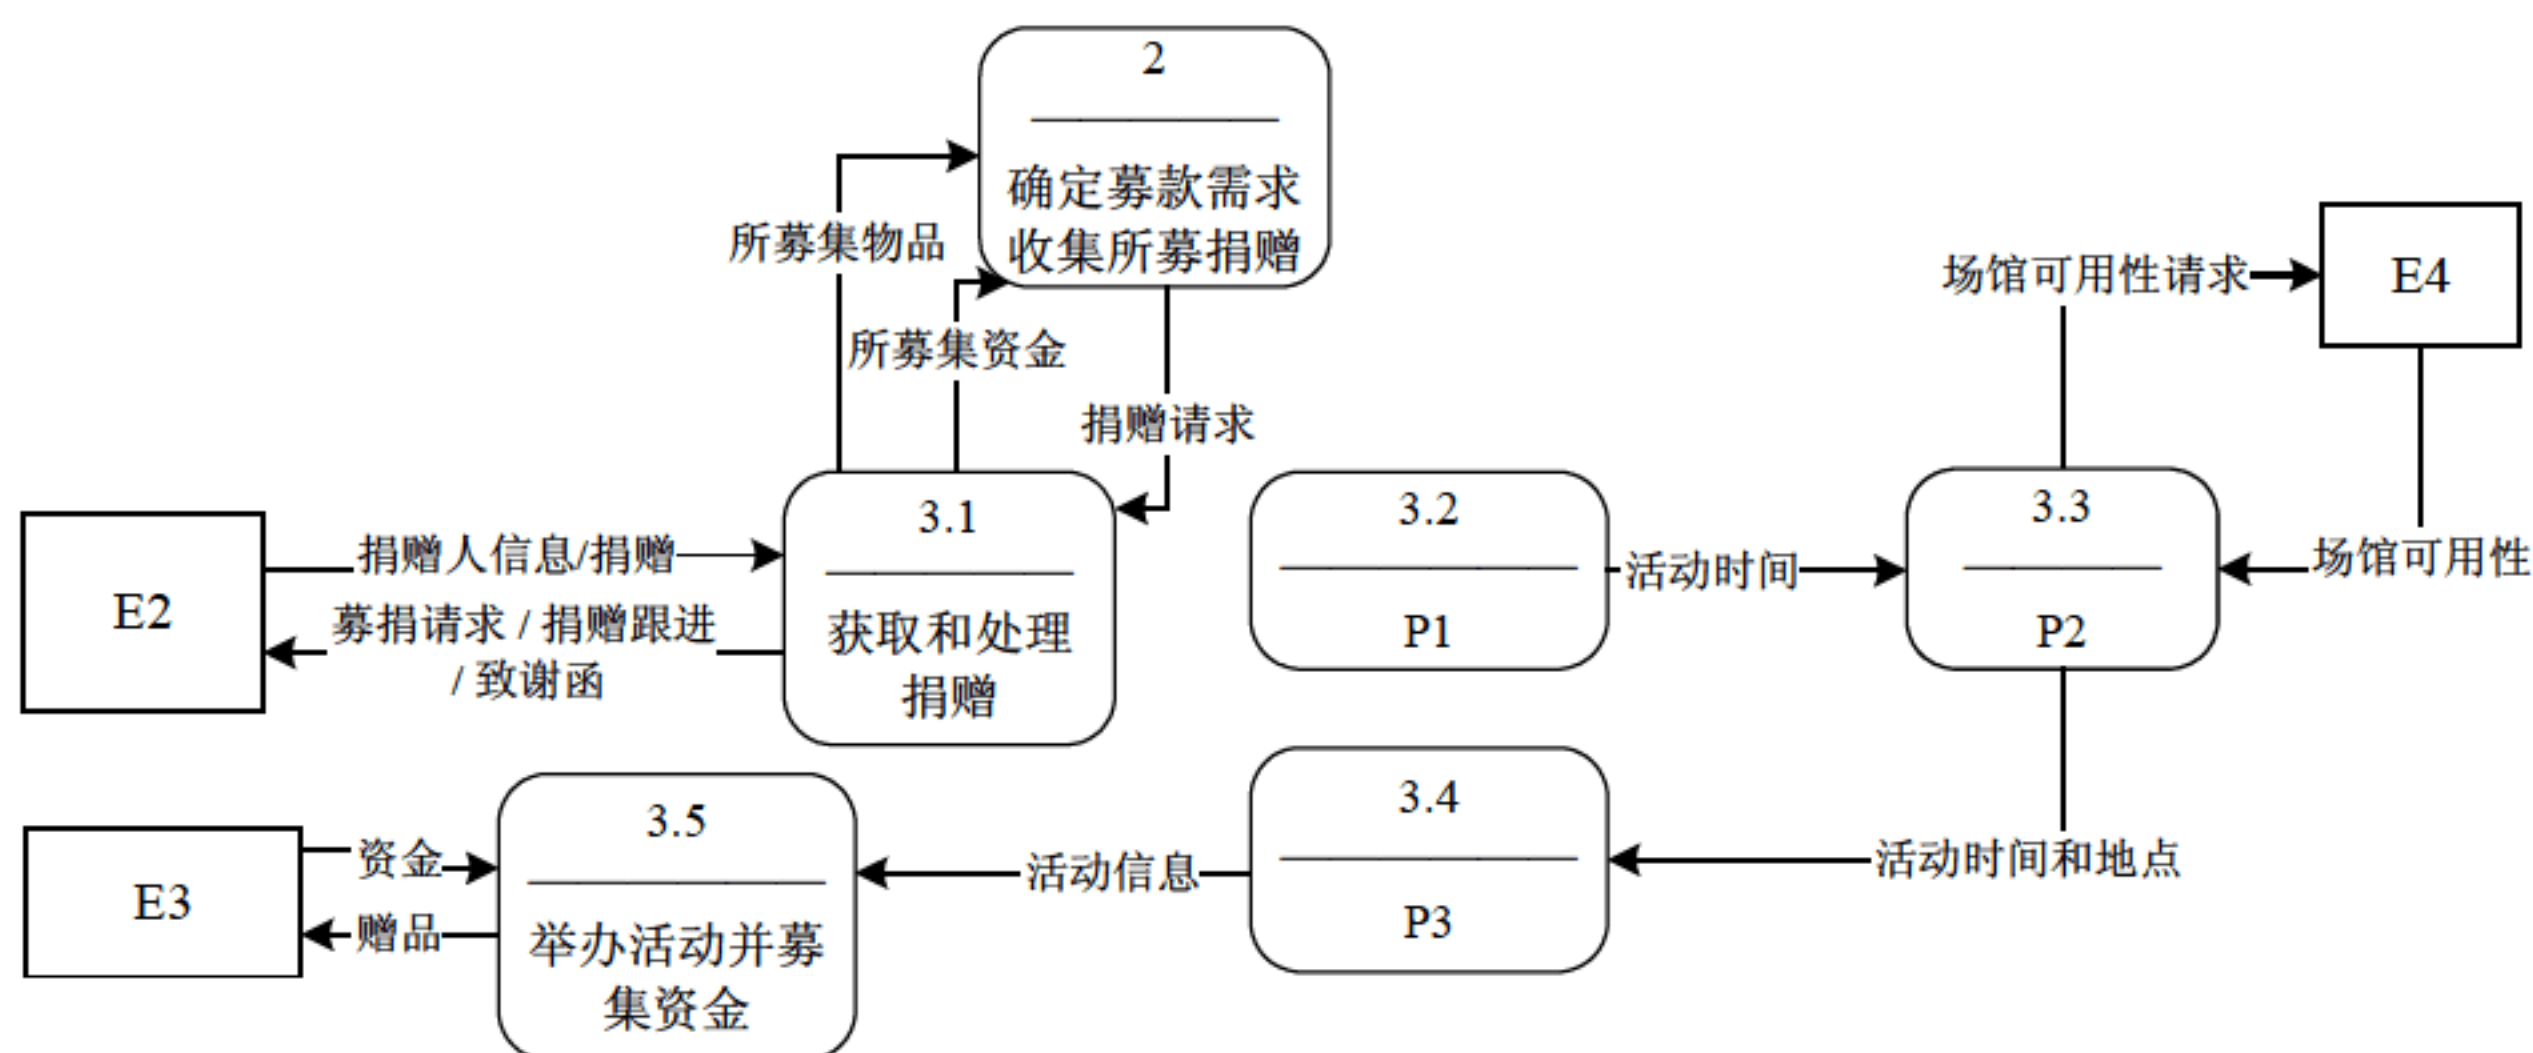 2
确定募款需求
收集所募捐赠
所募集物品
所募集资金
捐赠请求
场馆可用性请求
E4
场馆可用性
E2
捐赠人信息/捐赠
募捐请求 / 捐赠跟进
/ 致谢函
3.1
获取和处理
捐赠
3.2
P1
活动时间
3.3
P2
活动时间和地点
3.4
P3
活动信息
3.5
举办活动并募
集资金
资金
赠品
E3